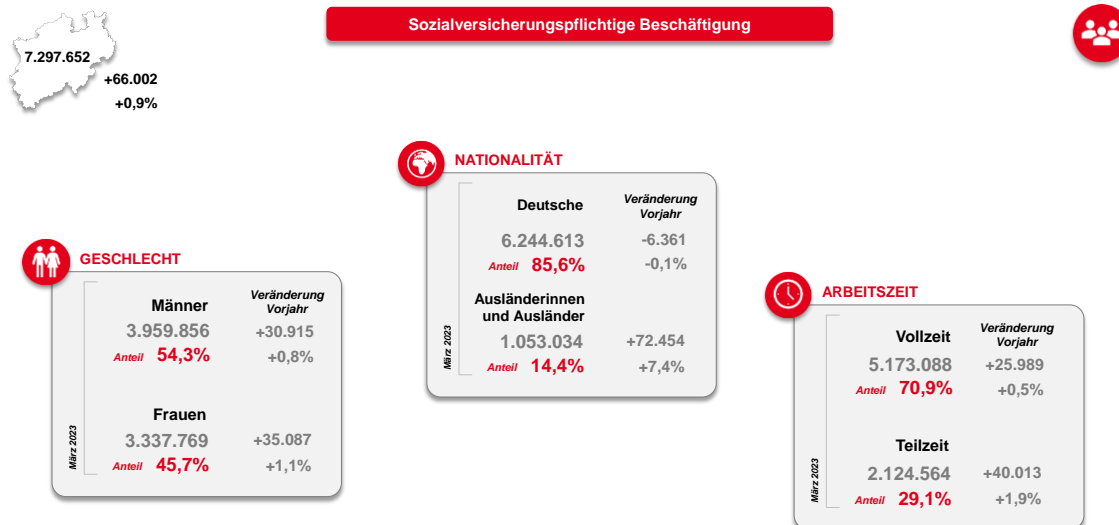 Sozialversicherungspflichtige Beschäftigung
7.297.652
+66.002
+0,9%
NATIONALITÄT
Deutsche
Veränderung
Vorjahr
6.244.613
-6.361
Anteil 85,6%
-0,1%
Ausländerinnen
und Ausländer
1.053.034
+72.454
Anteil 14,4%
+7,4%
März 2023
GESCHLECHT
Männer
Veränderung
Vorjahr
3.959.856
+30.915
Anteil 54,3%
+0,8%
Frauen
3.337.769
+35.087
Anteil 45,7%
+1,1%
März 2023
ARBEITSZEIT
Vollzeit
Veränderung
Vorjahr
5.173.088
+25.989
Anteil 70,9%
+0,5%
Teilzeit
2.124.564
+40.013
Anteil 29,1%
+1,9%
März 2023